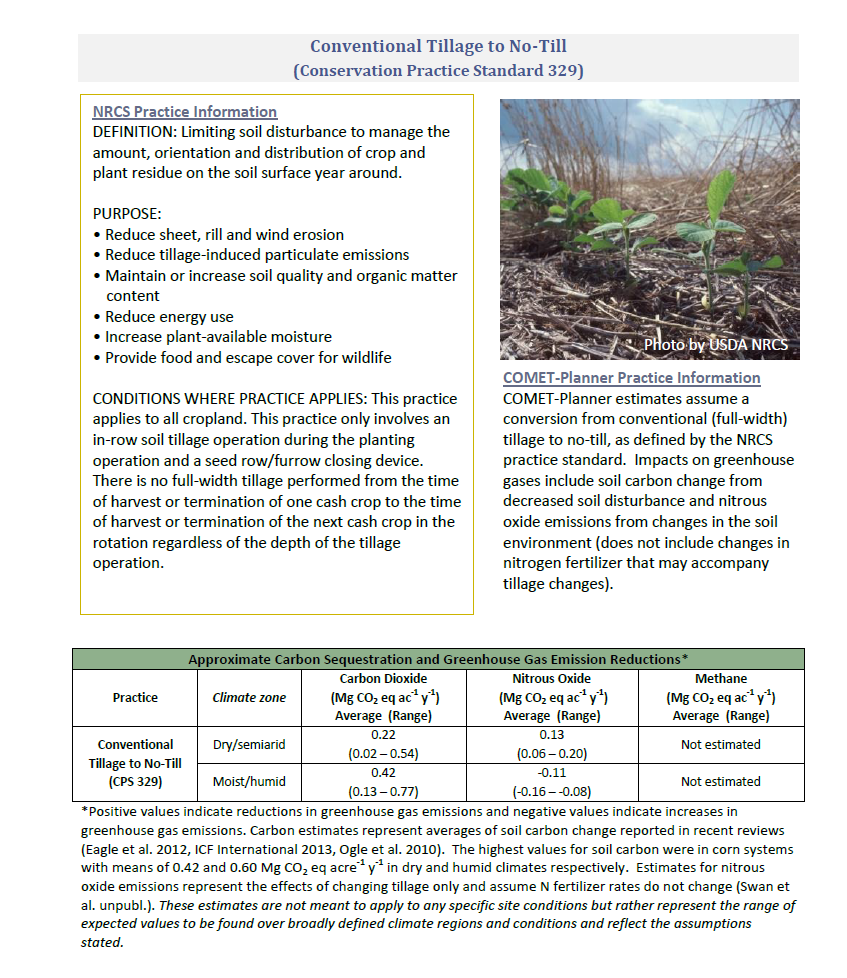 Conventional Tillage to No-Till
(Conservation Practice Standard 329)
NRCS Practice Information
DEFINITION: Limiting soil disturbance to manage the
amount, orientation and distribution of crop and
plant residue on the soil surface year around.
PURPOSE:
• Reduce sheet, rill and wind erosion
• Reduce tillage-induced particulate emissions
• Maintain or increase soil quality and organic matter
content
• Reduce energy use
• Increase plant-available moisture
• Provide food and escape cover for wildlife
CONDITIONS WHERE PRACTICE APPLIES: This practice
applies to all cropland. This practice only involves an
in-row soil tillage operation during the planting
operation and a seed row/furrow closing device.
There is no full-width tillage performed from the time
of harvest or termination of one cash crop to the time
of harvest or termination of the next cash crop in the
rotation regardless of the depth of the tillage
operation.
Photo by USDA NRCS
COMET-Planner Practice Information
COMET-Planner estimates assume a
conversion from conventional (full-width)
tillage to no-till, as defined by the NRCS
practice standard.  Impacts on greenhouse
gases include soil carbon change from
decreased soil disturbance and nitrous
oxide emissions from changes in the soil
environment (does not include changes in
nitrogen fertilizer that may accompany
tillage changes).
Approximate Carbon Sequestration and Greenhouse Gas Emission Reductions*
Practice
Climate zone
Carbon Dioxide
(Mg CO₂ eq ac⁻¹ y⁻¹)
Average (Range)
Nitrous Oxide
(Mg CO₂ eq ac⁻¹ y⁻¹)
Average (Range)
Methane
(Mg CO₂ eq ac⁻¹ y⁻¹)
Average (Range)
Conventional
Tillage to No-Till
(CPS 329)
Dry/semiarid
0.22
(0.02 – 0.54)
0.13
(0.06 – 0.20)
Not estimated
Moist/humid
0.42
(0.13 – 0.77)
-0.11
(-0.16 – -0.08)
Not estimated
*Positive values indicate reductions in greenhouse gas emissions and negative values indicate increases in
greenhouse gas emissions. Carbon estimates represent averages of soil carbon change reported in recent reviews
(Eagle et al. 2012, ICF International 2013, Ogle et al. 2010).  The highest values for soil carbon were in corn systems
with means of 0.42 and 0.60 Mg CO₂ eq acre⁻¹ y⁻¹ in dry and humid climates respectively.  Estimates for nitrous
oxide emissions represent the effects of changing tillage only and assume N fertilizer rates do not change (Swan et
al. unpubl.). These estimates are not meant to apply to any specific site conditions but rather represent the range of
expected values to be found over broadly defined climate regions and conditions and reflect the assumptions
stated.